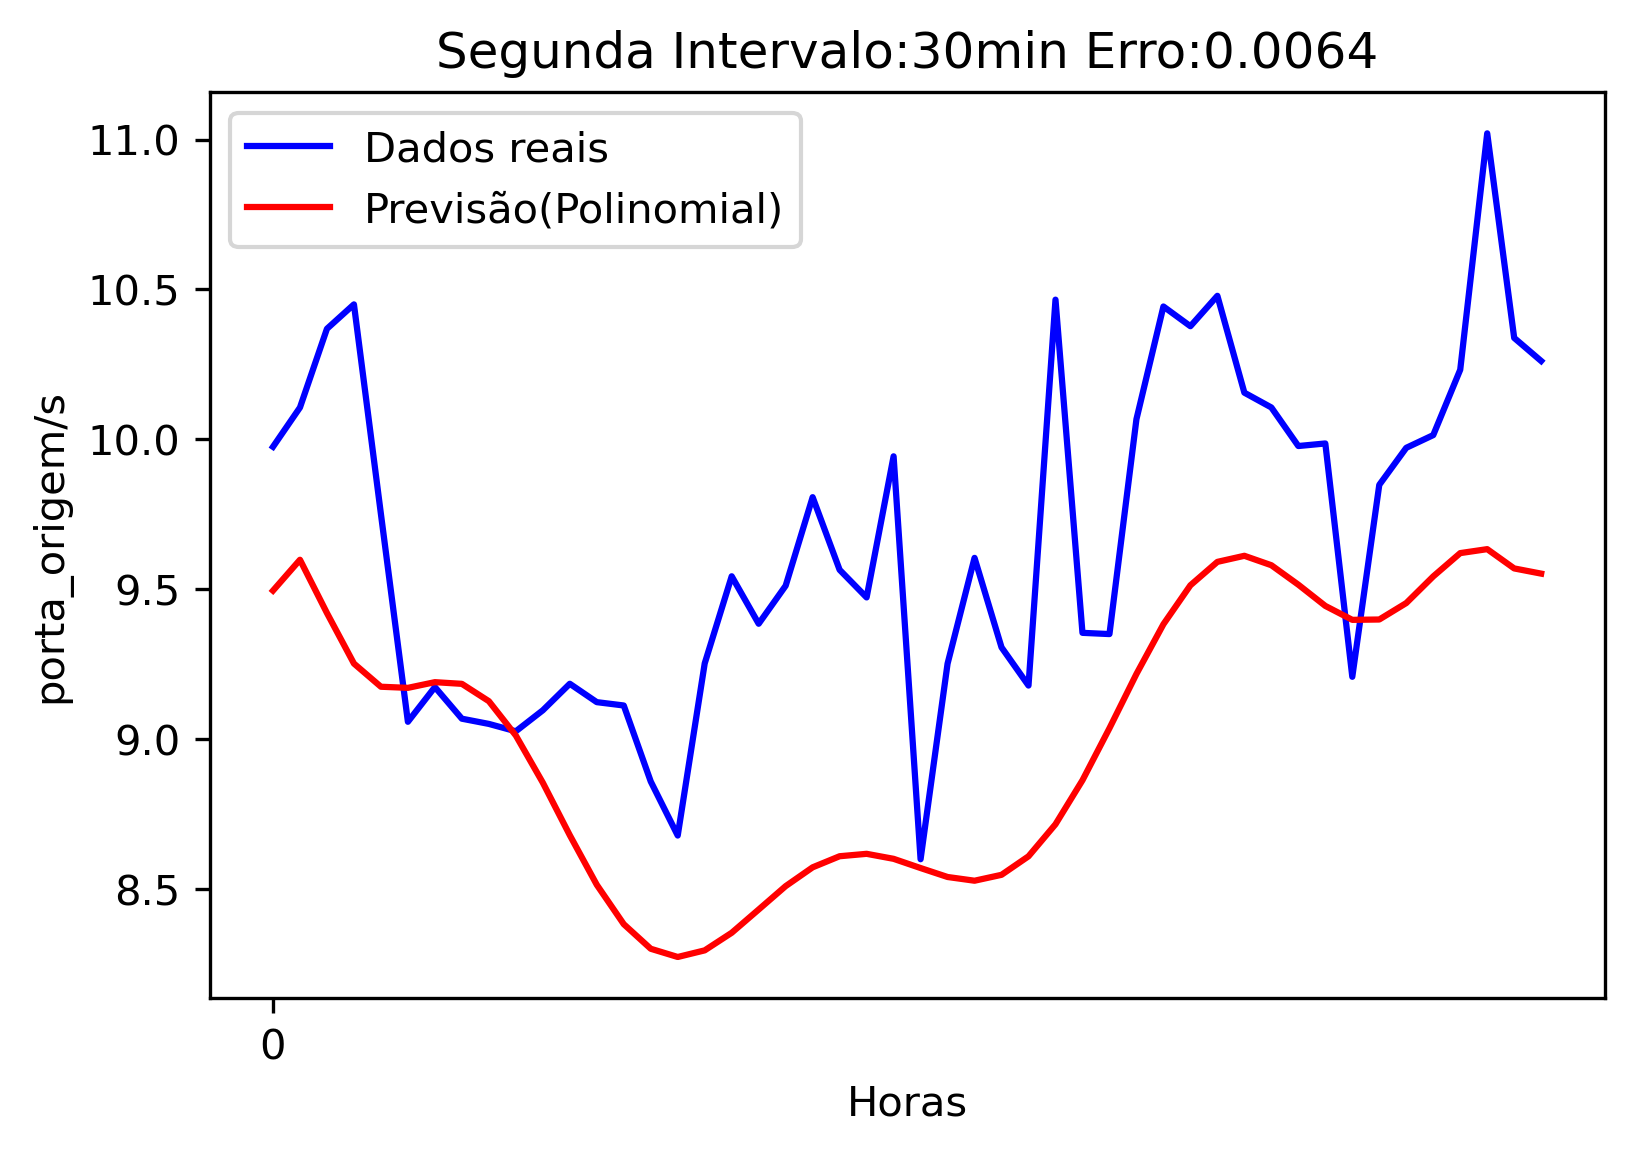 Segunda Intervalo:30min Erro:0.0064
Dados reais
Previsão(Polinomial)
11.0
10.5
10.0
9.5
9.0
8.5
porta_origem/s
0
Horas